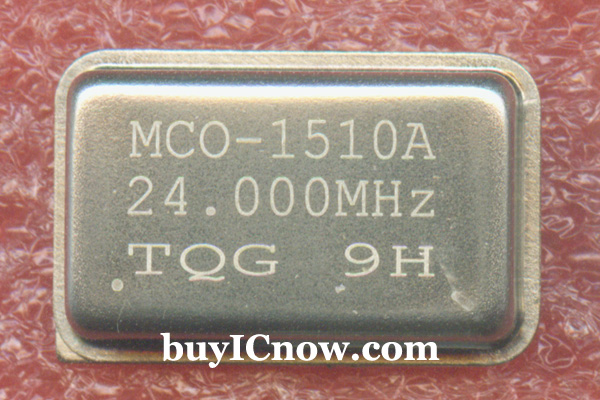 MCO-1510A
24.000MHz
TQG 9H
buyICnow.com